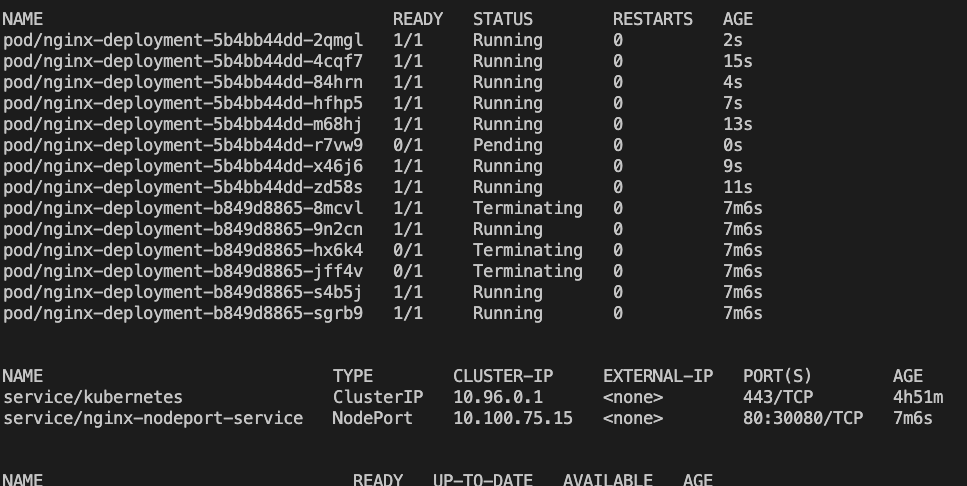 NAME READY STATUS RESTARTS AGE
pod/nginx-deployment-5b4bb44dd-2qmgl 1/1 Running 0 2s
pod/nginx-deployment-5b4bb44dd-4cqf7 1/1 Running 0 15s
pod/nginx-deployment-5b4bb44dd-84hrn 1/1 Running 0 4s
pod/nginx-deployment-5b4bb44dd-hfhp5 1/1 Running 0 7s
pod/nginx-deployment-5b4bb44dd-m68hj 1/1 Running 0 13s
pod/nginx-deployment-5b4bb44dd-r7vw9 0/1 Pending 0 0s
pod/nginx-deployment-5b4bb44dd-x46j6 1/1 Running 0 9s
pod/nginx-deployment-5b4bb44dd-zd58s 1/1 Running 0 11s
pod/nginx-deployment-b849d8865-8mcvl 1/1 Terminating 0 7m6s
pod/nginx-deployment-b849d8865-9n2cn 1/1 Running 0 7m6s
pod/nginx-deployment-b849d8865-hx6k4 0/1 Terminating 0 7m6s
pod/nginx-deployment-b849d8865-jff4v 0/1 Terminating 0 7m6s
pod/nginx-deployment-b849d8865-s4b5j 1/1 Running 0 7m6s
pod/nginx-deployment-b849d8865-sgrb9 1/1 Running 0 7m6s
NAME TYPE CLUSTER-IP EXTERNAL-IP PORT(S) AGE
service/kubernetes ClusterIP 10.96.0.1 <none> 443/TCP 4h51m
service/nginx-nodeport-service NodePort 10.100.75.15 <none> 80:30080/TCP 7m6s
NAME READY UP-TO-DATE AVAILABLE AGE